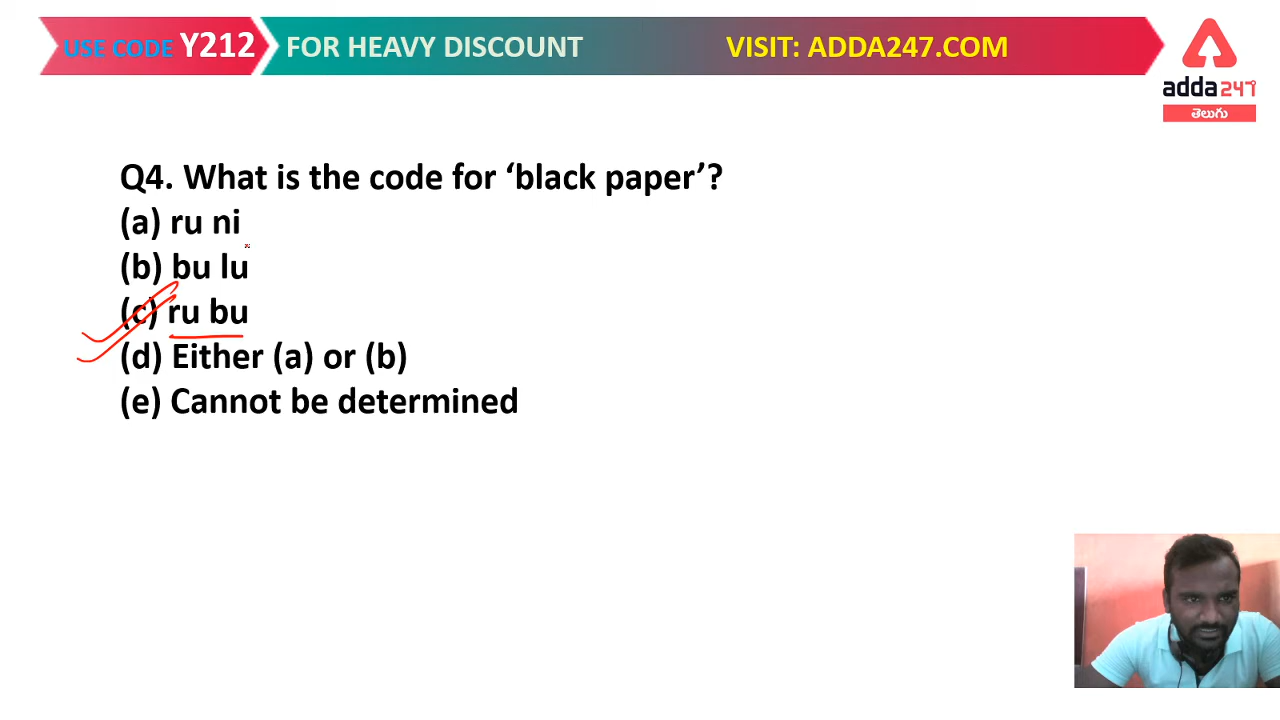 USE CODE Y212 FOR HEAVY DISCOUNT VISIT: ADDA247.COM
adda247
తెలుగు
Q4. What is the code for ‘black paper’?
(a) ru ni
(b) bu lu
(c) ru bu
(d) Either (a) or (b)
(e) Cannot be determined